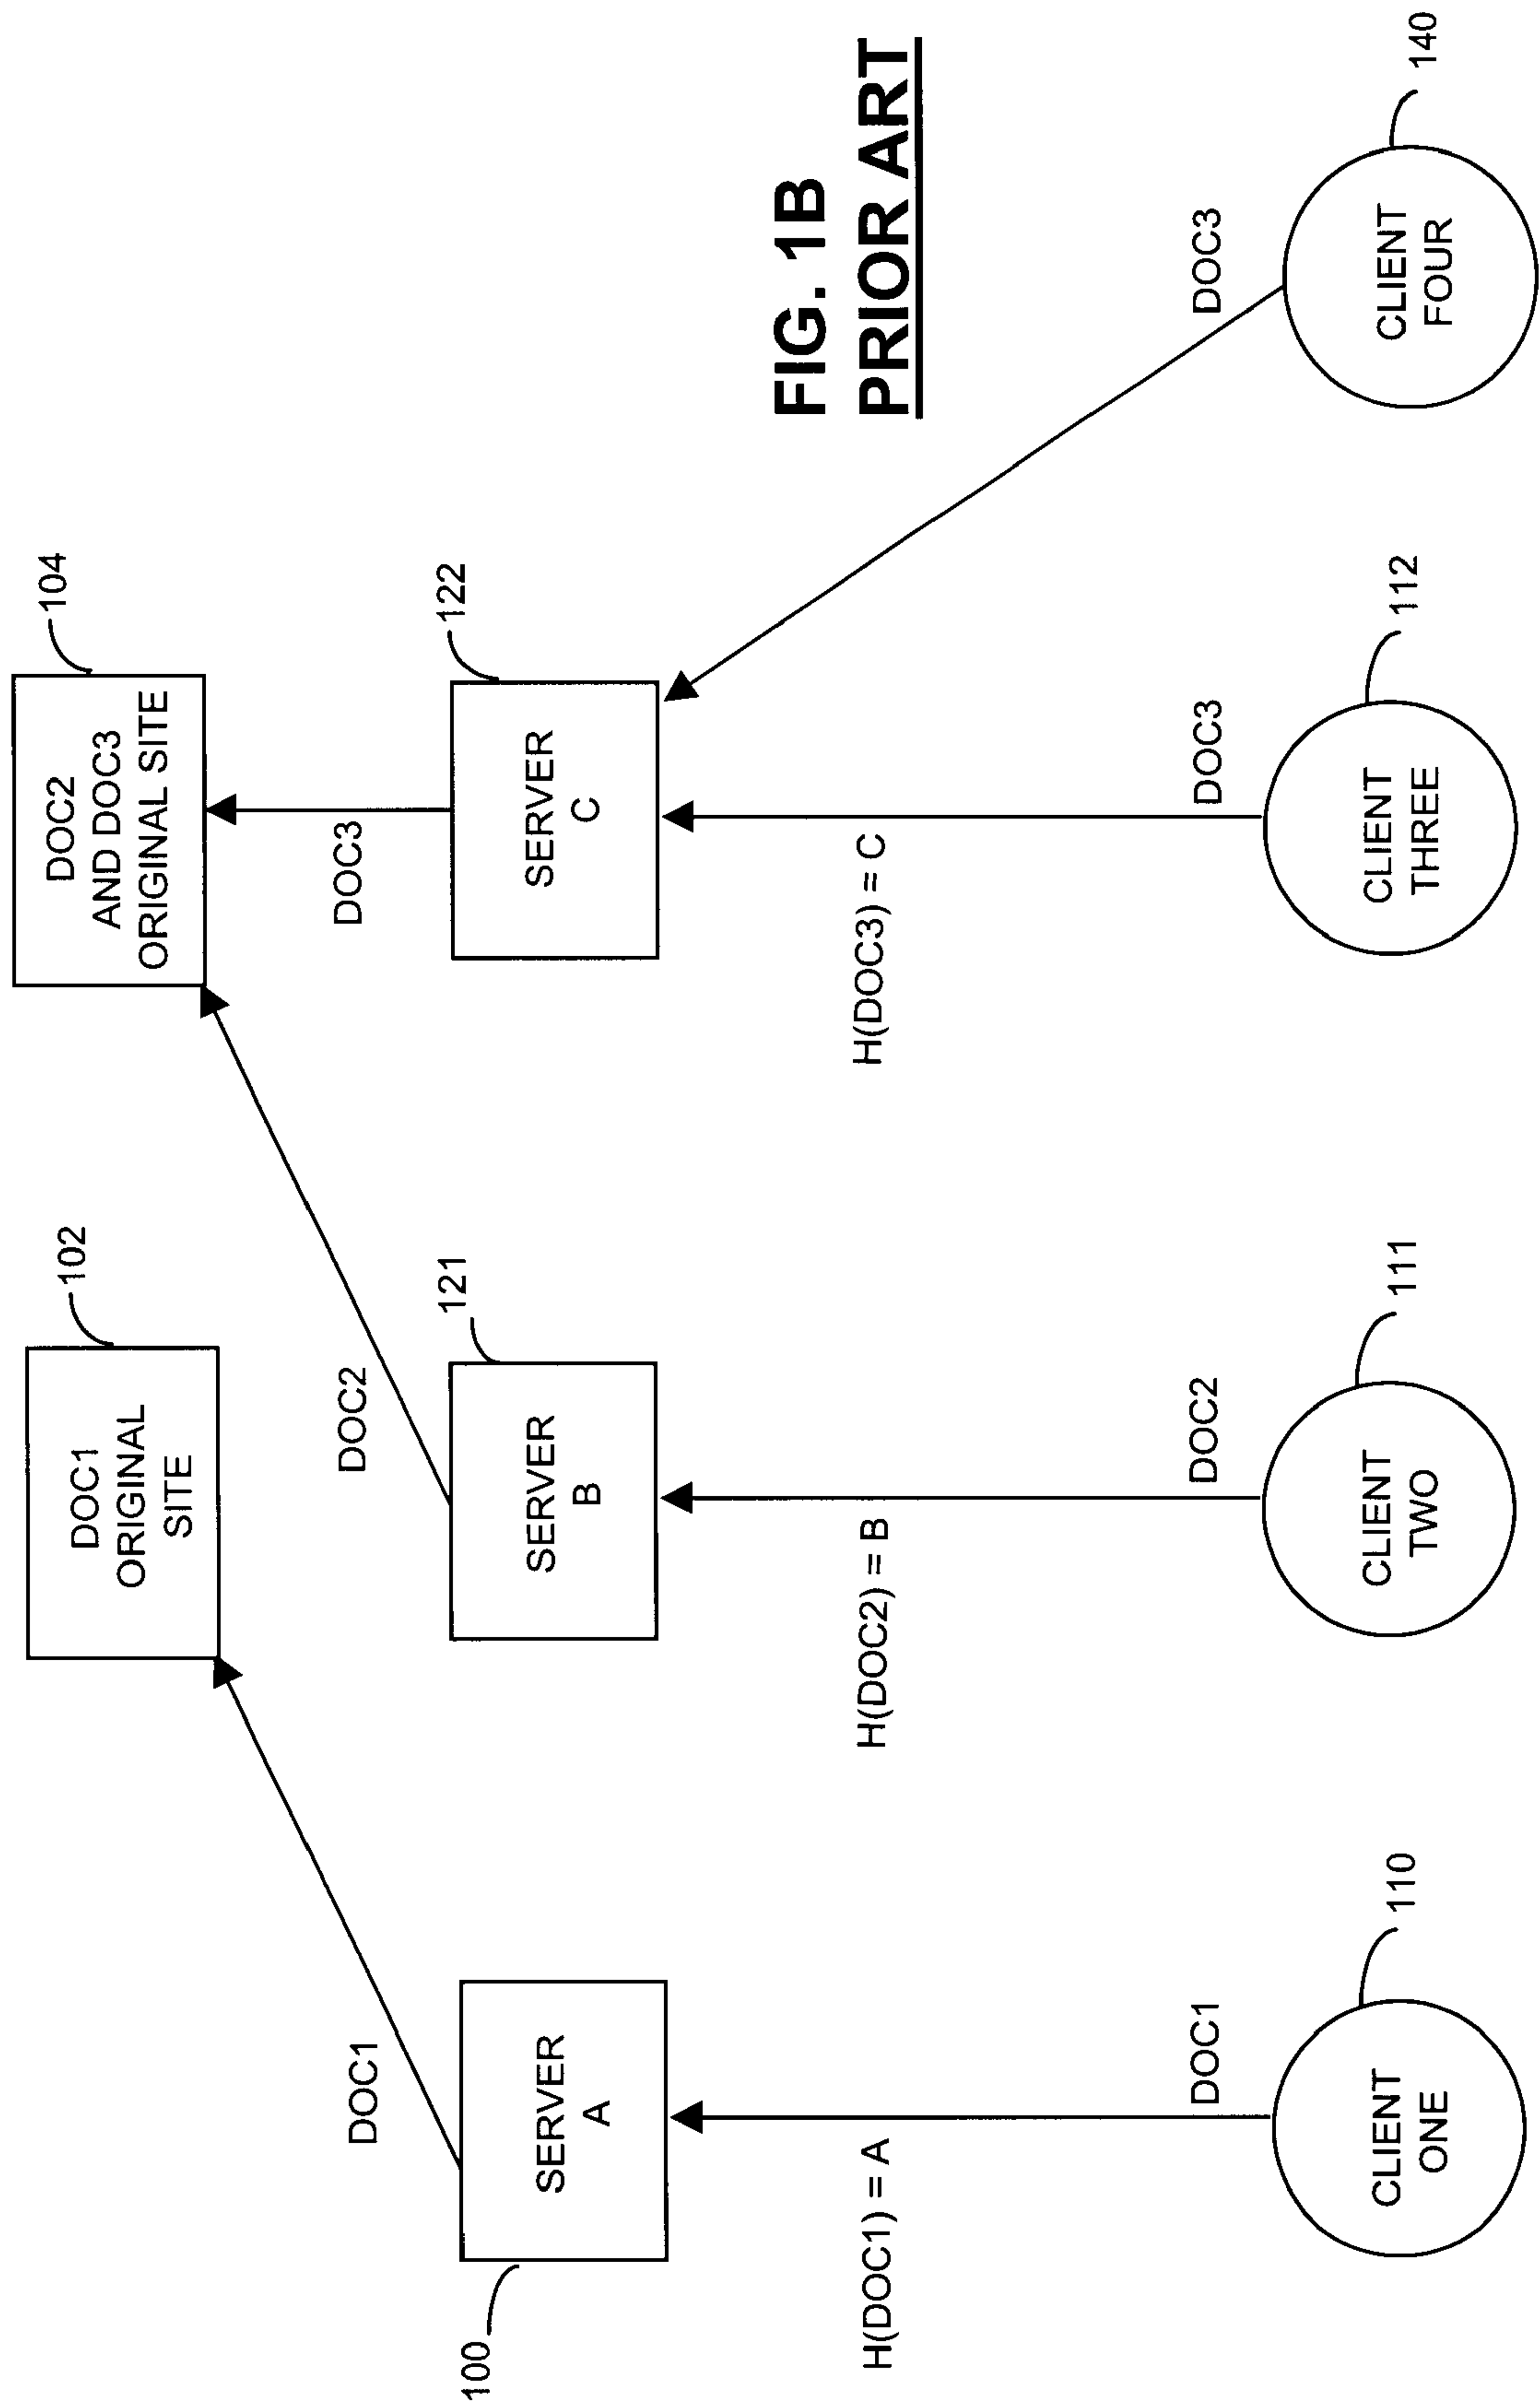 DOC1
ORIGINAL
SITE
102
DOC2
AND DOC3
ORIGINAL SITE
104
DOC1
DOC2
DOC3
100
SERVER
A
121
SERVER
B
122
SERVER
C
FIG. 1B
PRIOR ART
H(DOC1) = A
H(DOC2) = B
H(DOC3) = C
DOC1
DOC2
DOC3
DOC3
CLIENT
ONE
110
CLIENT
TWO
111
CLIENT
THREE
112
CLIENT
FOUR
140